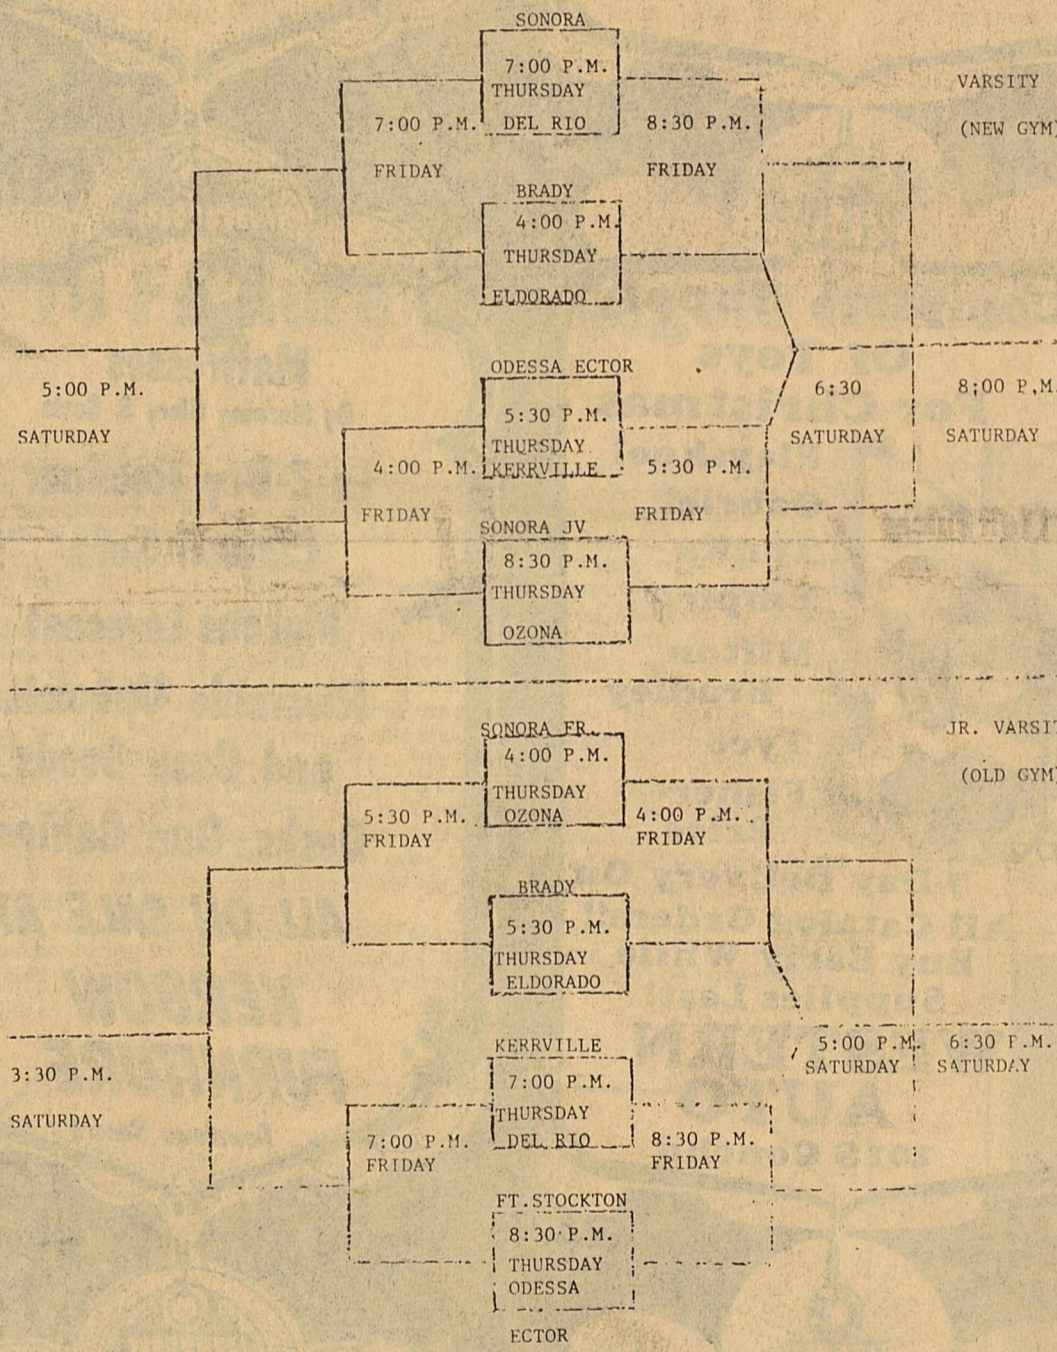 SONORA
7:00 P.M.
THURSDAY
DEL RIO
VARSITY
(NEW GYM)
7:00 P.M.
FRIDAY
8:30 P.M.
FRIDAY
BRADY
4:00 P.M.
THURSDAY
ELDORADO
ODESSA ECTOR
5:30 P.M.
THURSDAY
KERRVILLE
5:00 P.M.
SATURDAY
6;30
SATURDAY
8;00 P,M.
SATURDAY
4:00 P.M.
FRIDAY
5:30 P.M.
FRIDAY
SONORA JV
8:30 P.M.
THURSDAY
OZONA
SONORA FR.
4:00 P.M.
THURSDAY
OZONA
JR. VARSIT
(OLD GYM)
5:30 P.M.
FRIDAY
4:00 P.M.
FRIDAY
BRADY
5:30 P.M.
THURSDAY
ELDORADO
KERRVILLE
7:00 P.M.
THURSDAY
DEL RIO
3:30 P.M.
SATURDAY
5:00 P.M.
SATURDAY
6:30 P.M.
SATURDAY
7:00 P.M.
FRIDAY
8:30 P.M.
FRIDAY
FT.STOCKTON
8:30 P.M.
THURSDAY
ODESSA
ECTOR